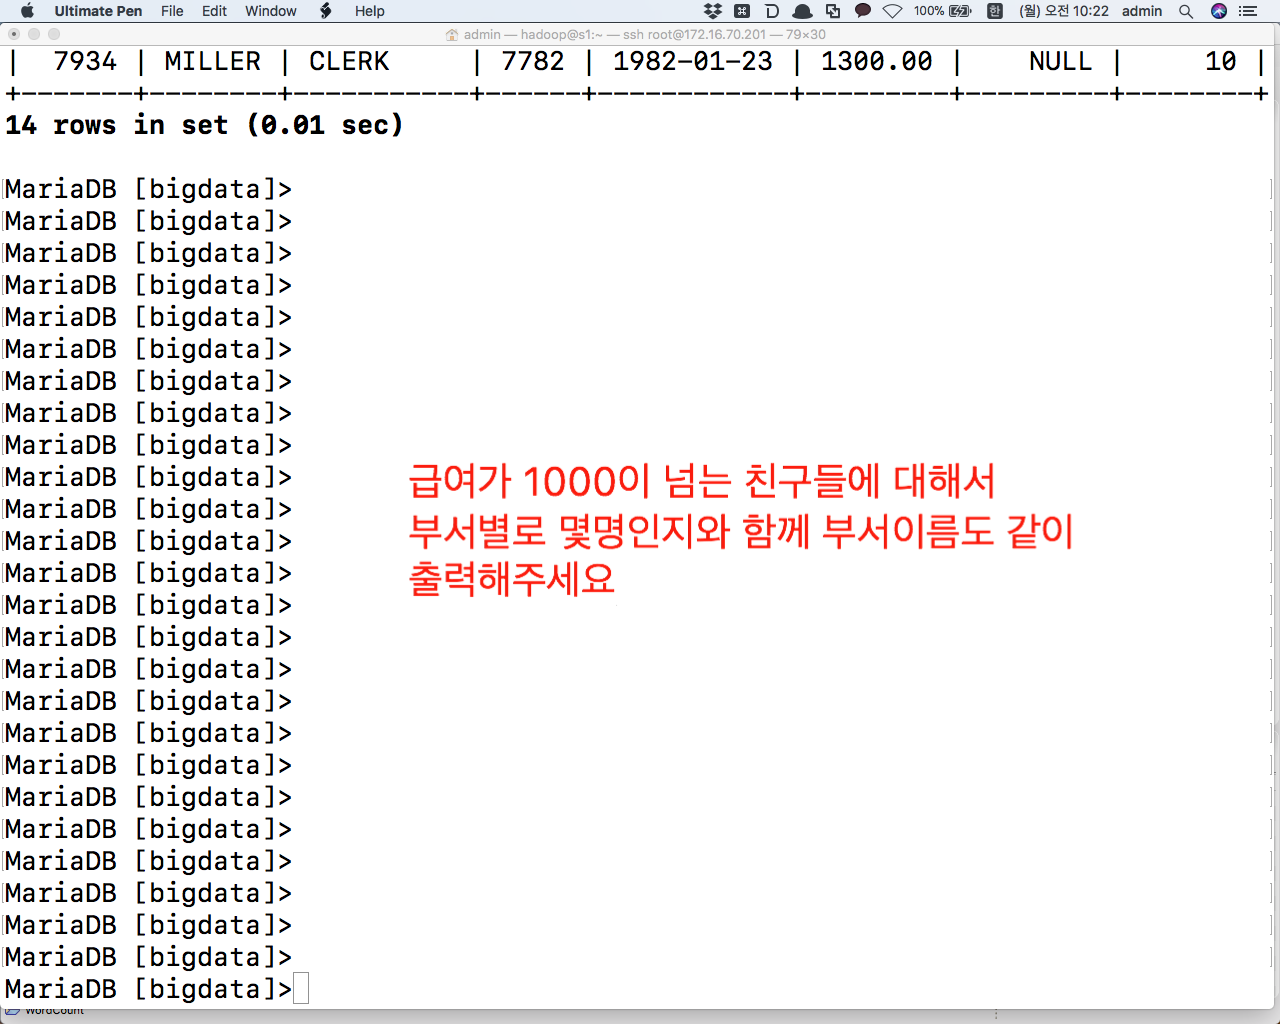 Ultimate Pen File Edit Window Help 100% 한 (월) 오전 10:22 admin
admin — hadoop@s1:~ — ssh root@172.16.70.201 — 79×30
| 7934 | MILLER | CLERK | 7782 | 1982-01-23 | 1300.00 | NULL | 10 |
+-------+---------+-----------+------+------------+---------+---------+--------+
14 rows in set (0.01 sec)
MariaDB [bigdata]>
MariaDB [bigdata]>
MariaDB [bigdata]>
MariaDB [bigdata]>
MariaDB [bigdata]>
MariaDB [bigdata]>
MariaDB [bigdata]>
MariaDB [bigdata]>
MariaDB [bigdata]>
MariaDB [bigdata]>
급여가 1000이 넘는 친구들에 대해서
MariaDB [bigdata]>
MariaDB [bigdata]>
부서별로 몇명인지와 함께 부서이름도 같이
MariaDB [bigdata]>
출력해주세요
MariaDB [bigdata]>
MariaDB [bigdata]>
MariaDB [bigdata]>
MariaDB [bigdata]>
MariaDB [bigdata]>
MariaDB [bigdata]>
MariaDB [bigdata]>
MariaDB [bigdata]>
MariaDB [bigdata]>
MariaDB [bigdata]>
MariaDB [bigdata]>
MariaDB [bigdata]>
MariaDB [bigdata]>
WordCount